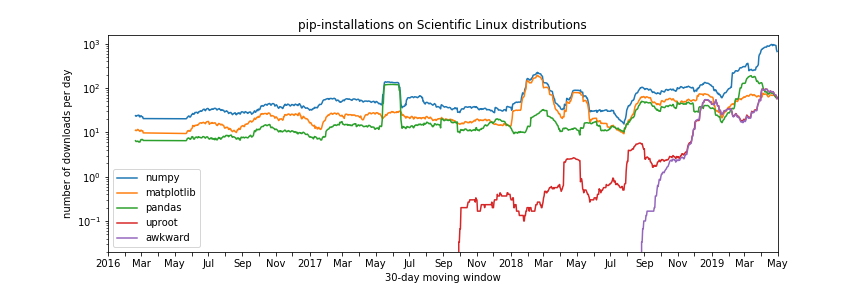 pip-installations on Scientific Linux distributions
number of downloads per day
10³
10²
10¹
10⁰
10⁻¹
numpy
matplotlib
pandas
uproot
awkward
2016 Mar May Jul Sep Nov 2017 Mar May Jul Sep Nov 2018 Mar May Jul Sep Nov 2019 Mar May
30-day moving window